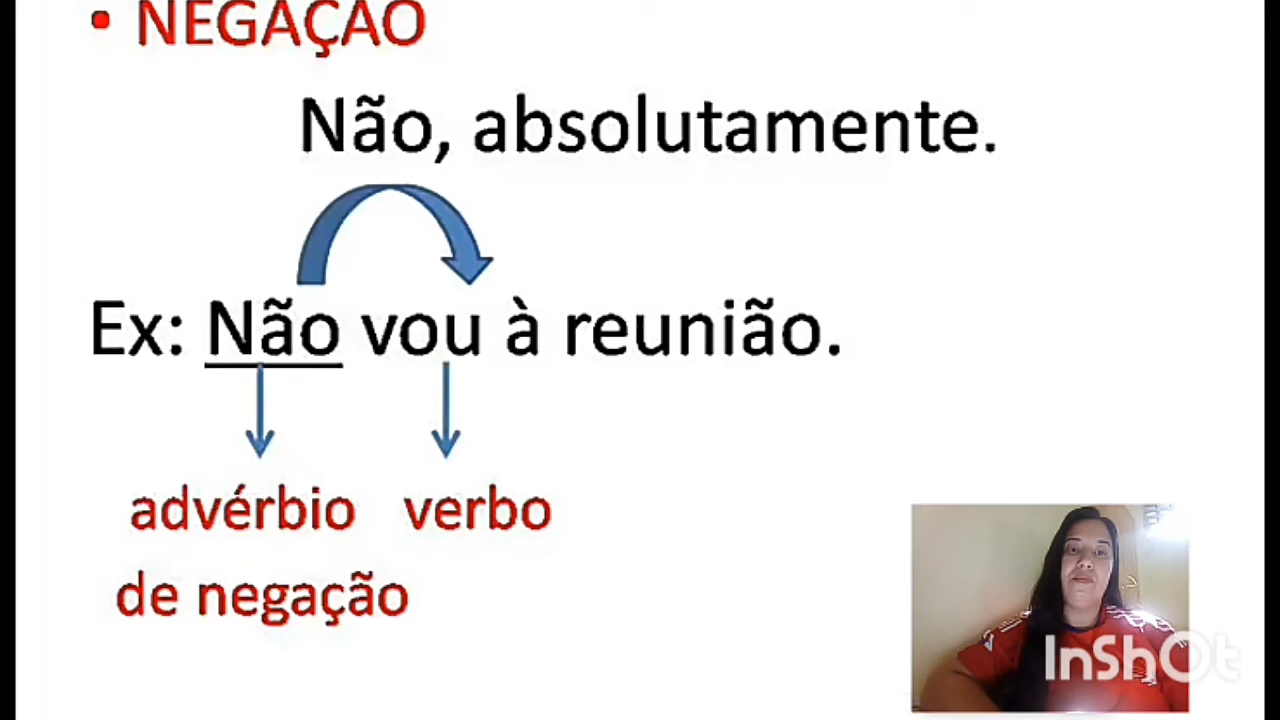 • NEGAÇÃO
Não, absolutamente.
Ex: Não vou à reunião.
advérbio verbo
de negação
InShOt